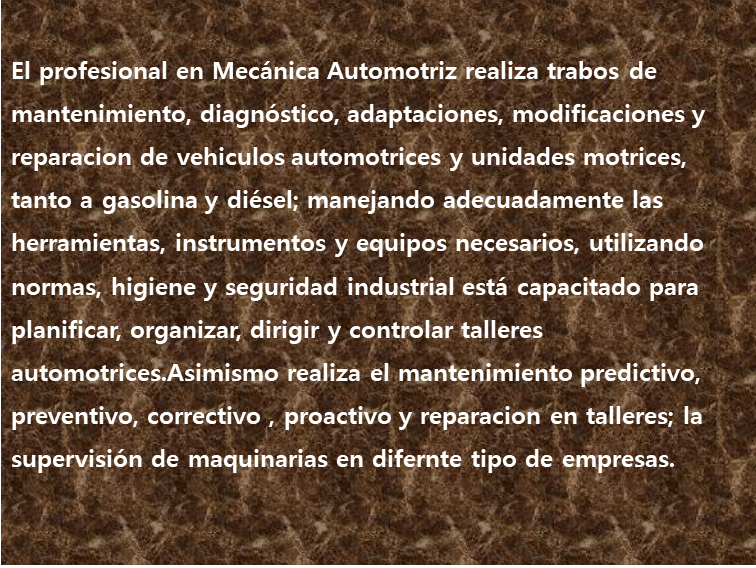 El profesional en Mecánica Automotriz realiza trabos de
mantenimiento, diagnóstico, adaptaciones, modificaciones y
reparacion de vehiculos automotrices y unidades motrices,
tanto a gasolina y diésel; manejando adecuadamente las
herramientas, instrumentos y equipos necesarios, utilizando
normas, higiene y seguridad industrial está capacitado para
planificar, organizar, dirigir y controlar talleres
automotrices.Asimismo realiza el mantenimiento predictivo,
preventivo, correctivo , proactivo y reparacion en talleres; la
supervisión de maquinarias en difernte tipo de empresas.